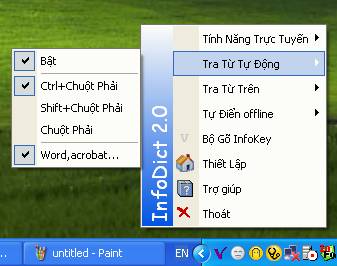 Tính Năng Trực Tuyến
Tra Từ Tự Động
Tra Từ Trên
Tự Điển offline
Bộ Gõ InfoKey
Thiết Lập
Trợ giúp
Thoát
InfoDict 2.0
Bật
Ctrl+Chuột Phải
Shift+Chuột Phải
Chuột Phải
Word,acrobat...
... untitled - Paint
EN